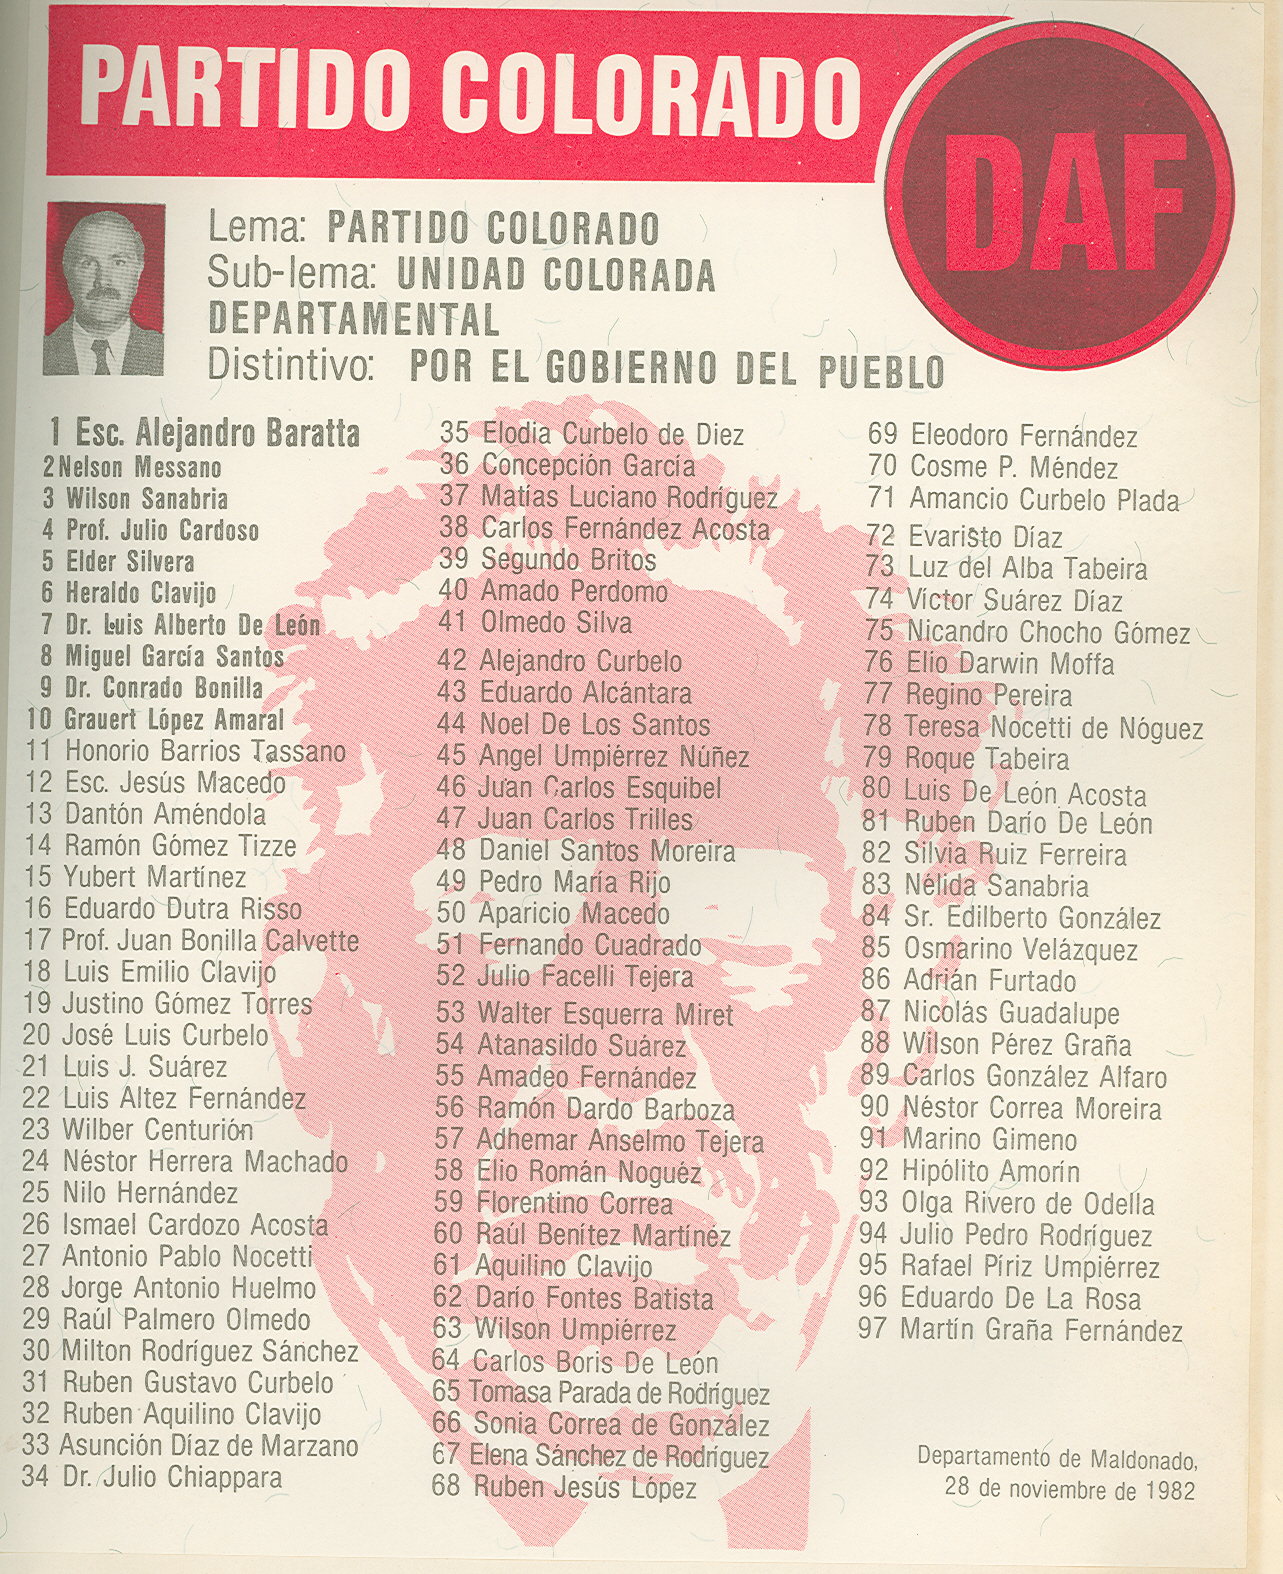 PARTIDO COLORADO
DAF
Lema: PARTIDO COLORADO
Sub-lema: UNIDAD COLORADA
DEPARTAMENTAL
Distintivo: POR EL GOBIERNO DEL PUEBLO
1 Esc. Alejandro Baratta
2 Nelson Messano
3 Wilson Sanabria
4 Prof. Julio Cardoso
5 Elder Silvera
6 Heraldo Clavijo
7 Dr. Luis Alberto De León
8 Miguel García Santos
9 Dr. Conrado Bonilla
10 Grauert López Amaral
11 Honorio Barrios Tassano
12 Esc. Jesús Macedo
13 Dantón Améndola
14 Ramón Gómez Tizze
15 Yubert Martínez
16 Eduardo Dutra Risso
17 Prof. Juan Bonilla Calvette
18 Luis Emilio Clavijo
19 Justino Gómez Torres
20 José Luis Curbelo
21 Luis J. Suárez
22 Luis Altez Fernández
23 Wilber Centurión
24 Néstor Herrera Machado
25 Nilo Hernández
26 Ismael Cardozo Acosta
27 Antonio Pablo Nocetti
28 Jorge Antonio Huelmo
29 Raúl Palmero Olmedo
30 Milton Rodríguez Sánchez
31 Ruben Gustavo Curbelo
32 Ruben Aquilino Clavijo
33 Asunción Díaz de Marzano
34 Dr. Julio Chiappara
35 Elodia Curbelo de Diez
36 Concepción García
37 Matías Luciano Rodríguez
38 Carlos Fernández Acosta
39 Segundo Britos
40 Amado Perdomo
41 Olmedo Silva
42 Alejandro Curbelo
43 Eduardo Alcántara
44 Noel De Los Santos
45 Angel Umpiérrez Núñez
46 Juan Carlos Esquibel
47 Juan Carlos Trilles
48 Daniel Santos Moreira
49 Pedro María Rijo
50 Aparicio Macedo
51 Fernando Cuadrado
52 Julio Facelli Tejera
53 Walter Esquerra Miret
54 Atanasildo Suárez
55 Amadeo Fernández
56 Ramón Dardo Barboza
57 Adhemar Anselmo Tejera
58 Elio Román Noguéz
59 Florentino Correa
60 Raúl Benítez Martínéz
61 Aquilino Clavijo
62 Darío Fontes Batista
63 Wilson Umpiérrez
64 Carlos Boris De León
65 Tomasa Parada de Rodríguez
66 Sonia Correa de González
67 Elena Sánchez de Rodríguez
68 Ruben Jesús López
69 Eleodoro Fernández
70 Cosme P. Méndez
71 Amancio Curbelo Plada
72 Evaristo Díaz
73 Luz del Alba Tabeira
74 Víctor Suárez Díaz
75 Nicandro Chocho Gómez
76 Elio Darwin Moffa
77 Regino Pereira
78 Teresa Nocetti de Nóguez
79 Roque Tabeira
80 Luis De León Acosta
81 Ruben Darío De León
82 Silvia Ruiz Ferreira
83 Nélida Sanabria
84 Sr. Edilberto González
85 Osmarino Velázquez
86 Adrián Furtado
87 Nicolás Guadalupe
88 Wilson Pérez Graña
89 Carlos González Alfaro
90 Néstor Correa Moreira
91 Marino Gimeno
92 Hipólito Amorín
93 Olga Rivero de Odella
94 Julio Pedro Rodríguez
95 Rafael Píriz Umpiérrez
96 Eduardo De La Rosa
97 Martín Graña Fernández
Departamento de Maldonado,
28 de noviembre de 1982